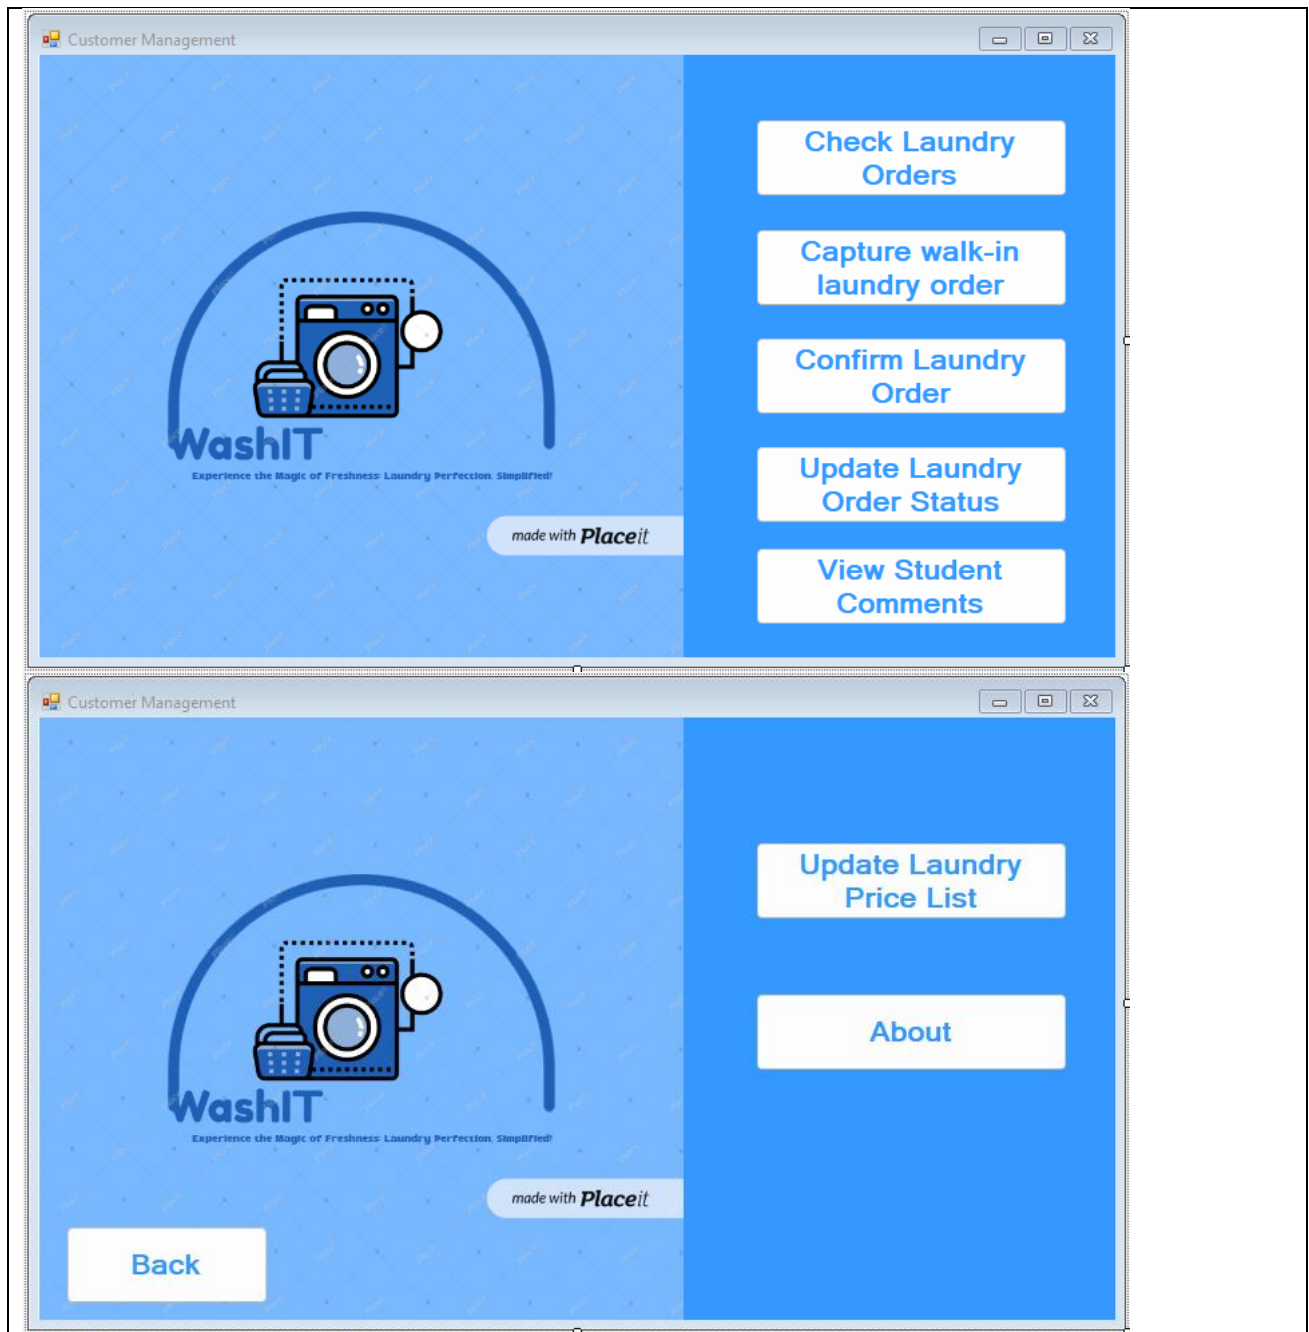 Customer Management
Check Laundry
Orders
Capture walk-in
laundry order
Confirm Laundry
Order
Update Laundry
Order Status
View Student
Comments
WashIT
Experience the Magic of Freshness: Laundry Perfection, Simplified!
made with Placeit
Customer Management
Update Laundry
Price List
About
WashIT
Experience the Magic of Freshness: Laundry Perfection, Simplified!
made with Placeit
Back